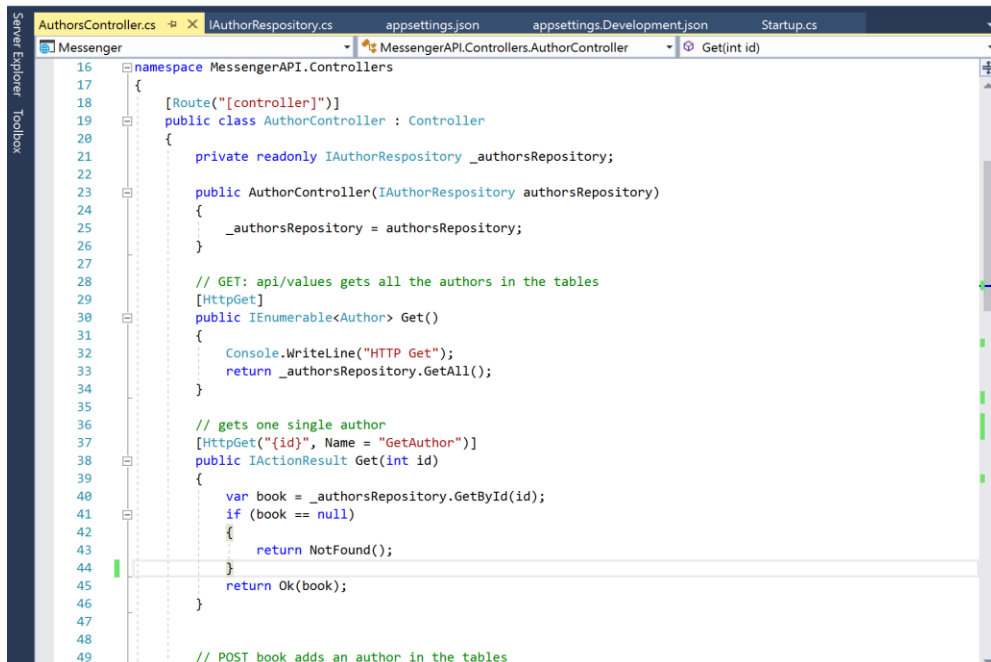 Server Explorer
Toolbox
AuthorsController.cs IAuthorRespository.cs appsettings.json appsettings.Development.json Startup.cs
Messenger MessengerAPI.Controllers.AuthorController Get(int id)
16 namespace MessengerAPI.Controllers
17 {
18 [Route("[controller]")]
19 public class AuthorController : Controller
20 {
21 private readonly IAuthorRespository _authorsRepository;
22
23 public AuthorController(IAuthorRespository authorsRepository)
24 {
25 _authorsRepository = authorsRepository;
26 }
27
28 // GET: api/values gets all the authors in the tables
29 [HttpGet]
30 public IEnumerable<Author> Get()
31 {
32 Console.WriteLine("HTTP Get");
33 return _authorsRepository.GetAll();
34 }
35
36 // gets one single author
37 [HttpGet("{id}", Name = "GetAuthor")]
38 public IActionResult Get(int id)
39 {
40 var book = _authorsRepository.GetById(id);
41 if (book == null)
42 {
43 return NotFound();
44 }
45 return Ok(book);
46 }
47
48
49 // POST book adds an author in the tables